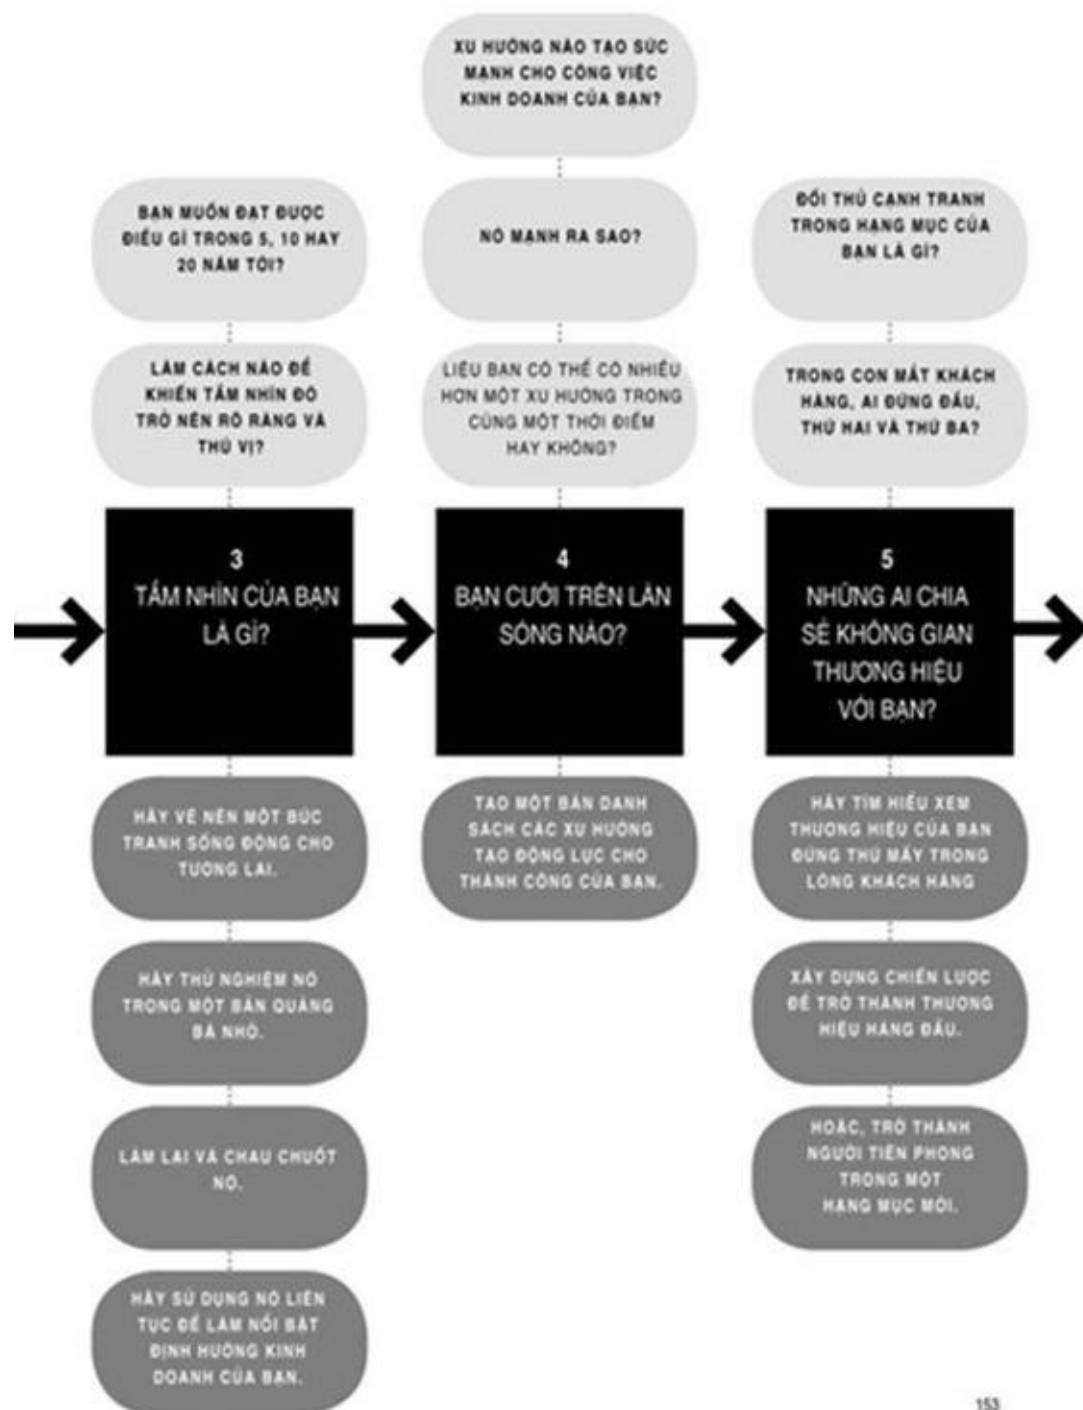 BẠN MUỐN ĐẠT ĐƯỢC
ĐIỀU GÌ TRONG 5, 10 HAY
20 NĂM TỚI?
LÀM CÁCH NÀO ĐỂ
KHIẾN TẦM NHÌN ĐÓ
TRỞ NÊN RÕ RÀNG VÀ
THÚ VỊ?
3
TẦM NHÌN CỦA BẠN
LÀ GÌ?
HÃY VẼ NÊN MỘT BỨC
TRANH SỐNG ĐỘNG CHO
TƯƠNG LAI.
HÃY THỬ NGHIỆM NÓ
TRONG MỘT BẢN QUẢNG
BÁ NHỎ.
LÀM LẠI VÀ CHAU CHUỐT
NÓ.
HÃY SỬ DỤNG NÓ LIÊN
TỤC ĐỂ LÀM NỔI BẬT
ĐỊNH HƯỚNG KINH
DOANH CỦA BẠN.
XU HƯỚNG NÀO TẠO SỨC
MẠNH CHO CÔNG VIỆC
KINH DOANH CỦA BẠN?
NÓ MẠNH RA SAO?
LIỆU BẠN CÓ THỂ CÓ NHIỀU
HƠN MỘT XU HƯỚNG TRONG
CÙNG MỘT THỜI ĐIỂM
HAY KHÔNG?
4
BẠN CƯỠI TRÊN LÀN
SÓNG NÀO?
TẠO MỘT BẢN DANH
SÁCH CÁC XU HƯỚNG
TẠO ĐỘNG LỰC CHO
THÀNH CÔNG CỦA BẠN.
ĐỐI THỦ CẠNH TRANH
TRONG HẠNG MỤC CỦA
BẠN LÀ GÌ?
TRONG CON MẮT KHÁCH
HÀNG, AI ĐỨNG ĐẦU,
THỨ HAI VÀ THỨ BA?
5
NHỮNG AI CHIA
SẺ KHÔNG GIAN
THƯƠNG HIỆU
VỚI BẠN?
HÃY TÌM HIỂU XEM
THƯƠNG HIỆU CỦA BẠN
ĐỨNG THỨ MẤY TRONG
LÒNG KHÁCH HÀNG
XÂY DỰNG CHIẾN LƯỢC
ĐỂ TRỞ THÀNH THƯƠNG
HIỆU HÀNG ĐẦU.
HOẶC, TRỞ THÀNH
NGƯỜI TIÊN PHONG
TRONG MỘT
HẠNG MỤC MỚI.
153